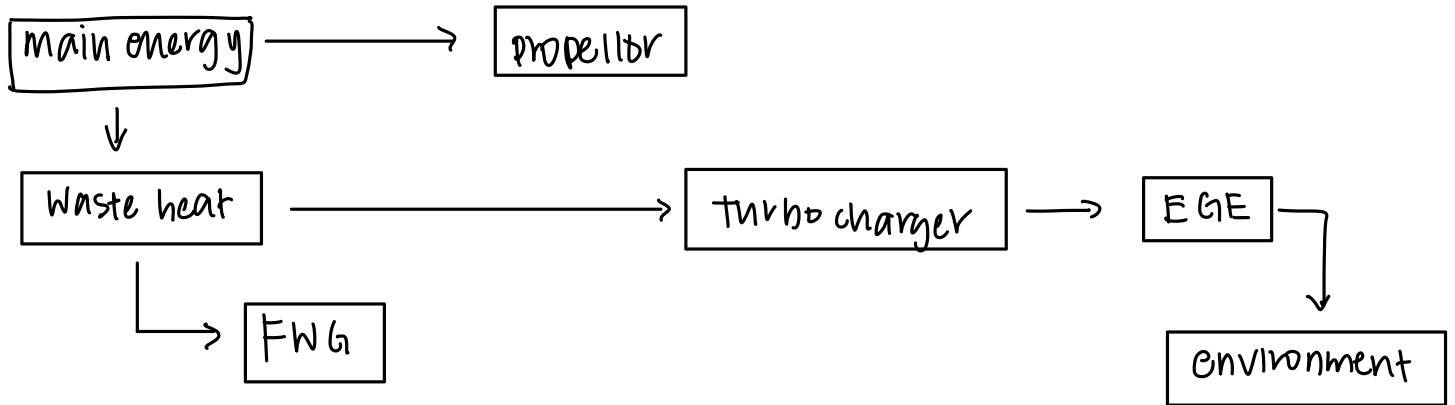 main energy
propellor
Waste heat
turbo charger
EGE
FWG
environment